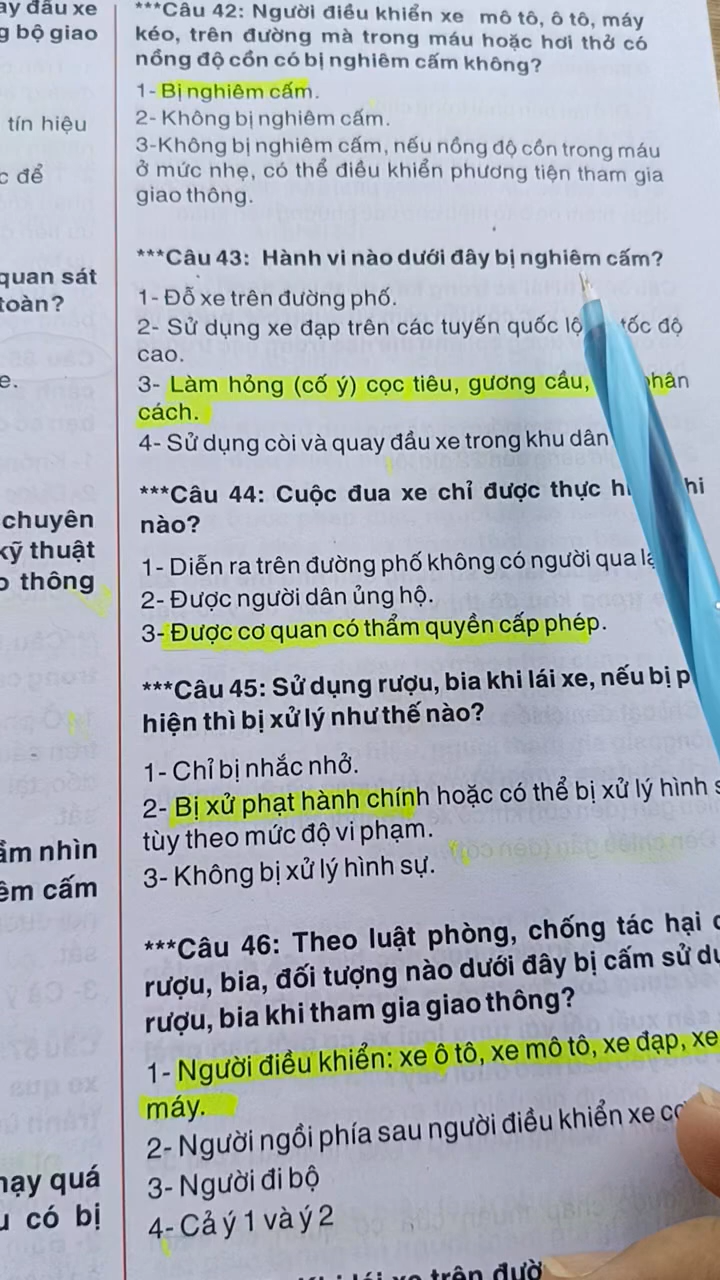 ay đầu xe
g bộ giao
tín hiệu
c để
quan sát
toàn?
e.
chuyên
kỹ thuật
thông
ầm nhìn
êm cấm
hạy quá
u có bị
***Câu 42: Người điều khiển xe mô tô, ô tô, máy
kéo, trên đường mà trong máu hoặc hơi thở có
nồng độ cồn có bị nghiêm cấm không?
1- Bị nghiêm cấm.
2- Không bị nghiêm cấm.
3-Không bị nghiêm cấm, nếu nồng độ cồn trong máu
ở mức nhẹ, có thể điều khiển phương tiện tham gia
giao thông.
***Câu 43: Hành vi nào dưới đây bị nghiêm cấm?
1- Đỗ xe trên đường phố.
2- Sử dụng xe đạp trên các tuyến quốc lộ tốc độ
cao.
3- Làm hỏng (cố ý) cọc tiêu, gương cầu, phân
cách.
4- Sử dụng còi và quay đầu xe trong khu dân
***Câu 44: Cuộc đua xe chỉ được thực hi
nào?
1- Diễn ra trên đường phố không có người qua lạ
2- Được người dân ủng hộ.
3- Được cơ quan có thẩm quyền cấp phép.
***Câu 45: Sử dụng rượu, bia khi lái xe, nếu bị p
hiện thì bị xử lý như thế nào?
1- Chỉ bị nhắc nhở.
2- Bị xử phạt hành chính hoặc có thể bị xử lý hình s
tùy theo mức độ vi phạm.
3- Không bị xử lý hình sự.
***Câu 46: Theo luật phòng, chống tác hại c
rượu, bia, đối tượng nào dưới đây bị cấm sử dụ
rượu, bia khi tham gia giao thông?
1- Người điều khiển: xe ô tô, xe mô tô, xe đạp, xe
máy.
2- Người ngồi phía sau người điều khiển xe cơ
3- Người đi bộ
4- Cả ý 1 và ý 2
xe trên đườ